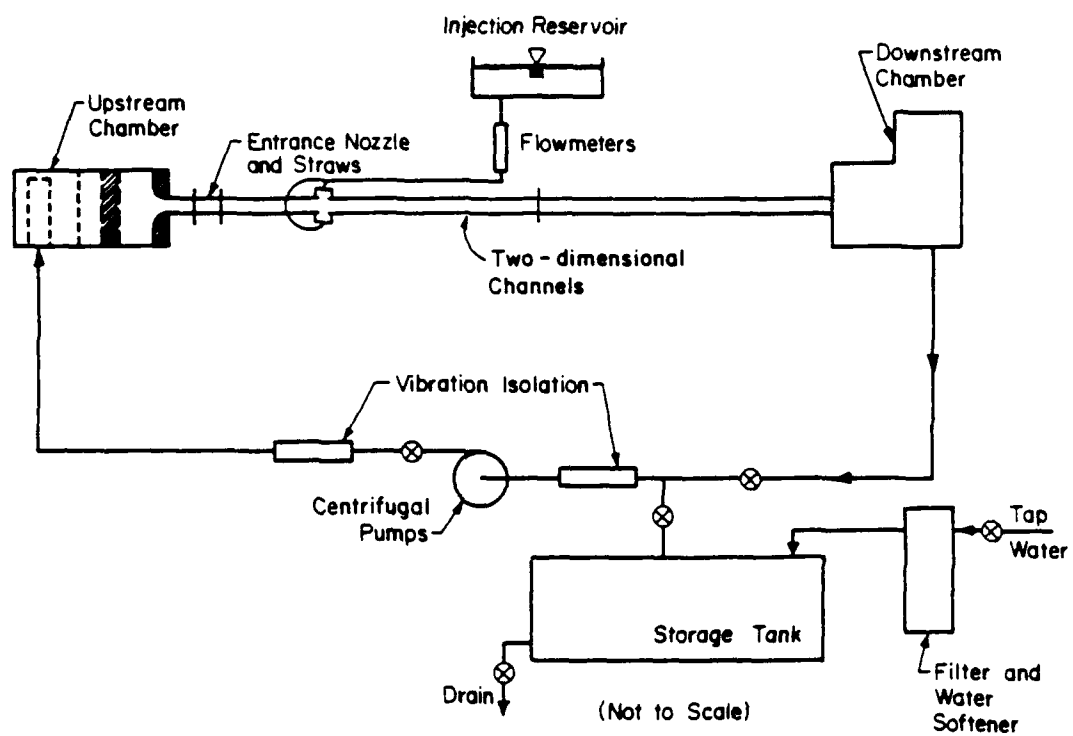 Injection Reservoir
Downstream
Chamber
Upstream
Chamber
Entrance Nozzle
and Straws
Flowmeters
Two-dimensional
Channels
Vibration Isolation
Centrifugal
Pumps
Tap
Water
Storage Tank
Drain
(Not to Scale)
Filter and
Water
Softener